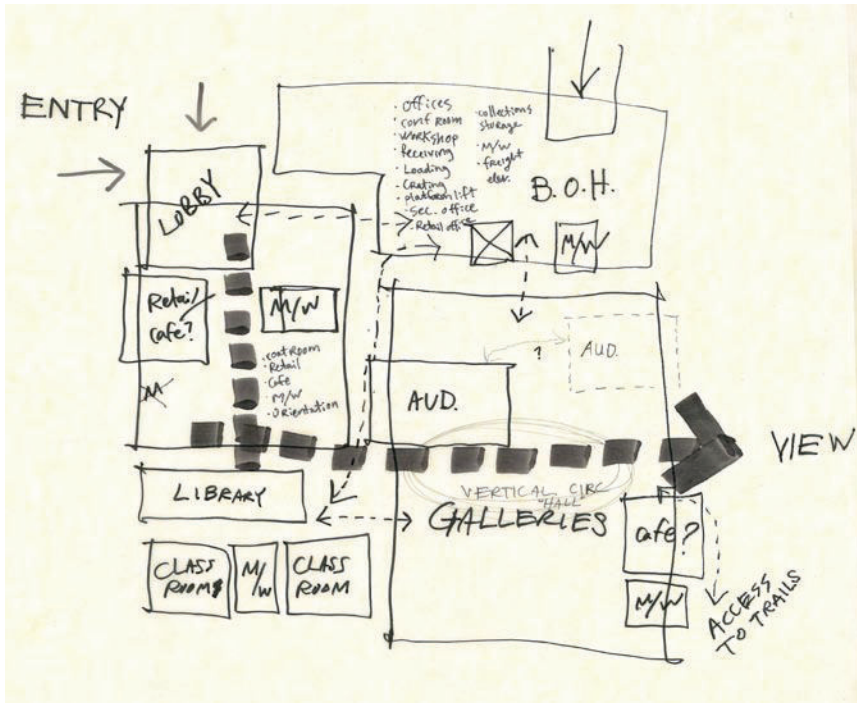 ENTRY
LOBBY
· offices
· conf room
· workshop
· Receiving
· Loading
· Crating
· platform lift
· Sec. office
· Retail office
· collections
storage
· M/W
· freight
elev.
B.O.H.
M/W
Retail/
cafe?
M/W
· coat room
· Retail
· Cafe
· M/W
· Orientation
M
AUD.
?
AUD.
VIEW
LIBRARY
VERTICAL CIRC
HALL
GALLERIES
CLASS
ROOMS
M/W
CLASS
ROOM
cafe?
M/W
ACCESS
TO TRAILS